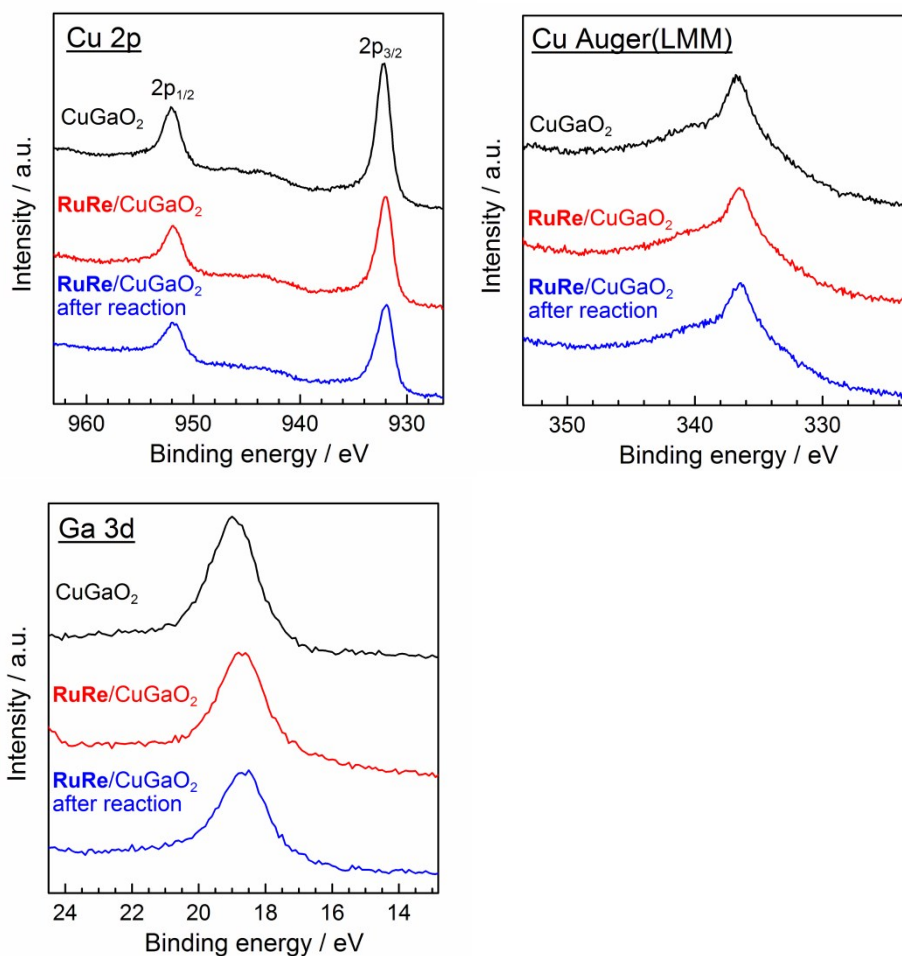 Cu 2p
2p3/2
2p1/2
CuGaO2
RuRe/CuGaO2
RuRe/CuGaO2
after reaction
Intensity / a.u.
960 950 940 930
Binding energy / eV
Cu Auger(LMM)
CuGaO2
RuRe/CuGaO2
RuRe/CuGaO2
after reaction
Intensity / a.u.
350 340 330
Binding energy / eV
Ga 3d
CuGaO2
RuRe/CuGaO2
RuRe/CuGaO2
after reaction
Intensity / a.u.
24 22 20 18 16 14
Binding energy / eV